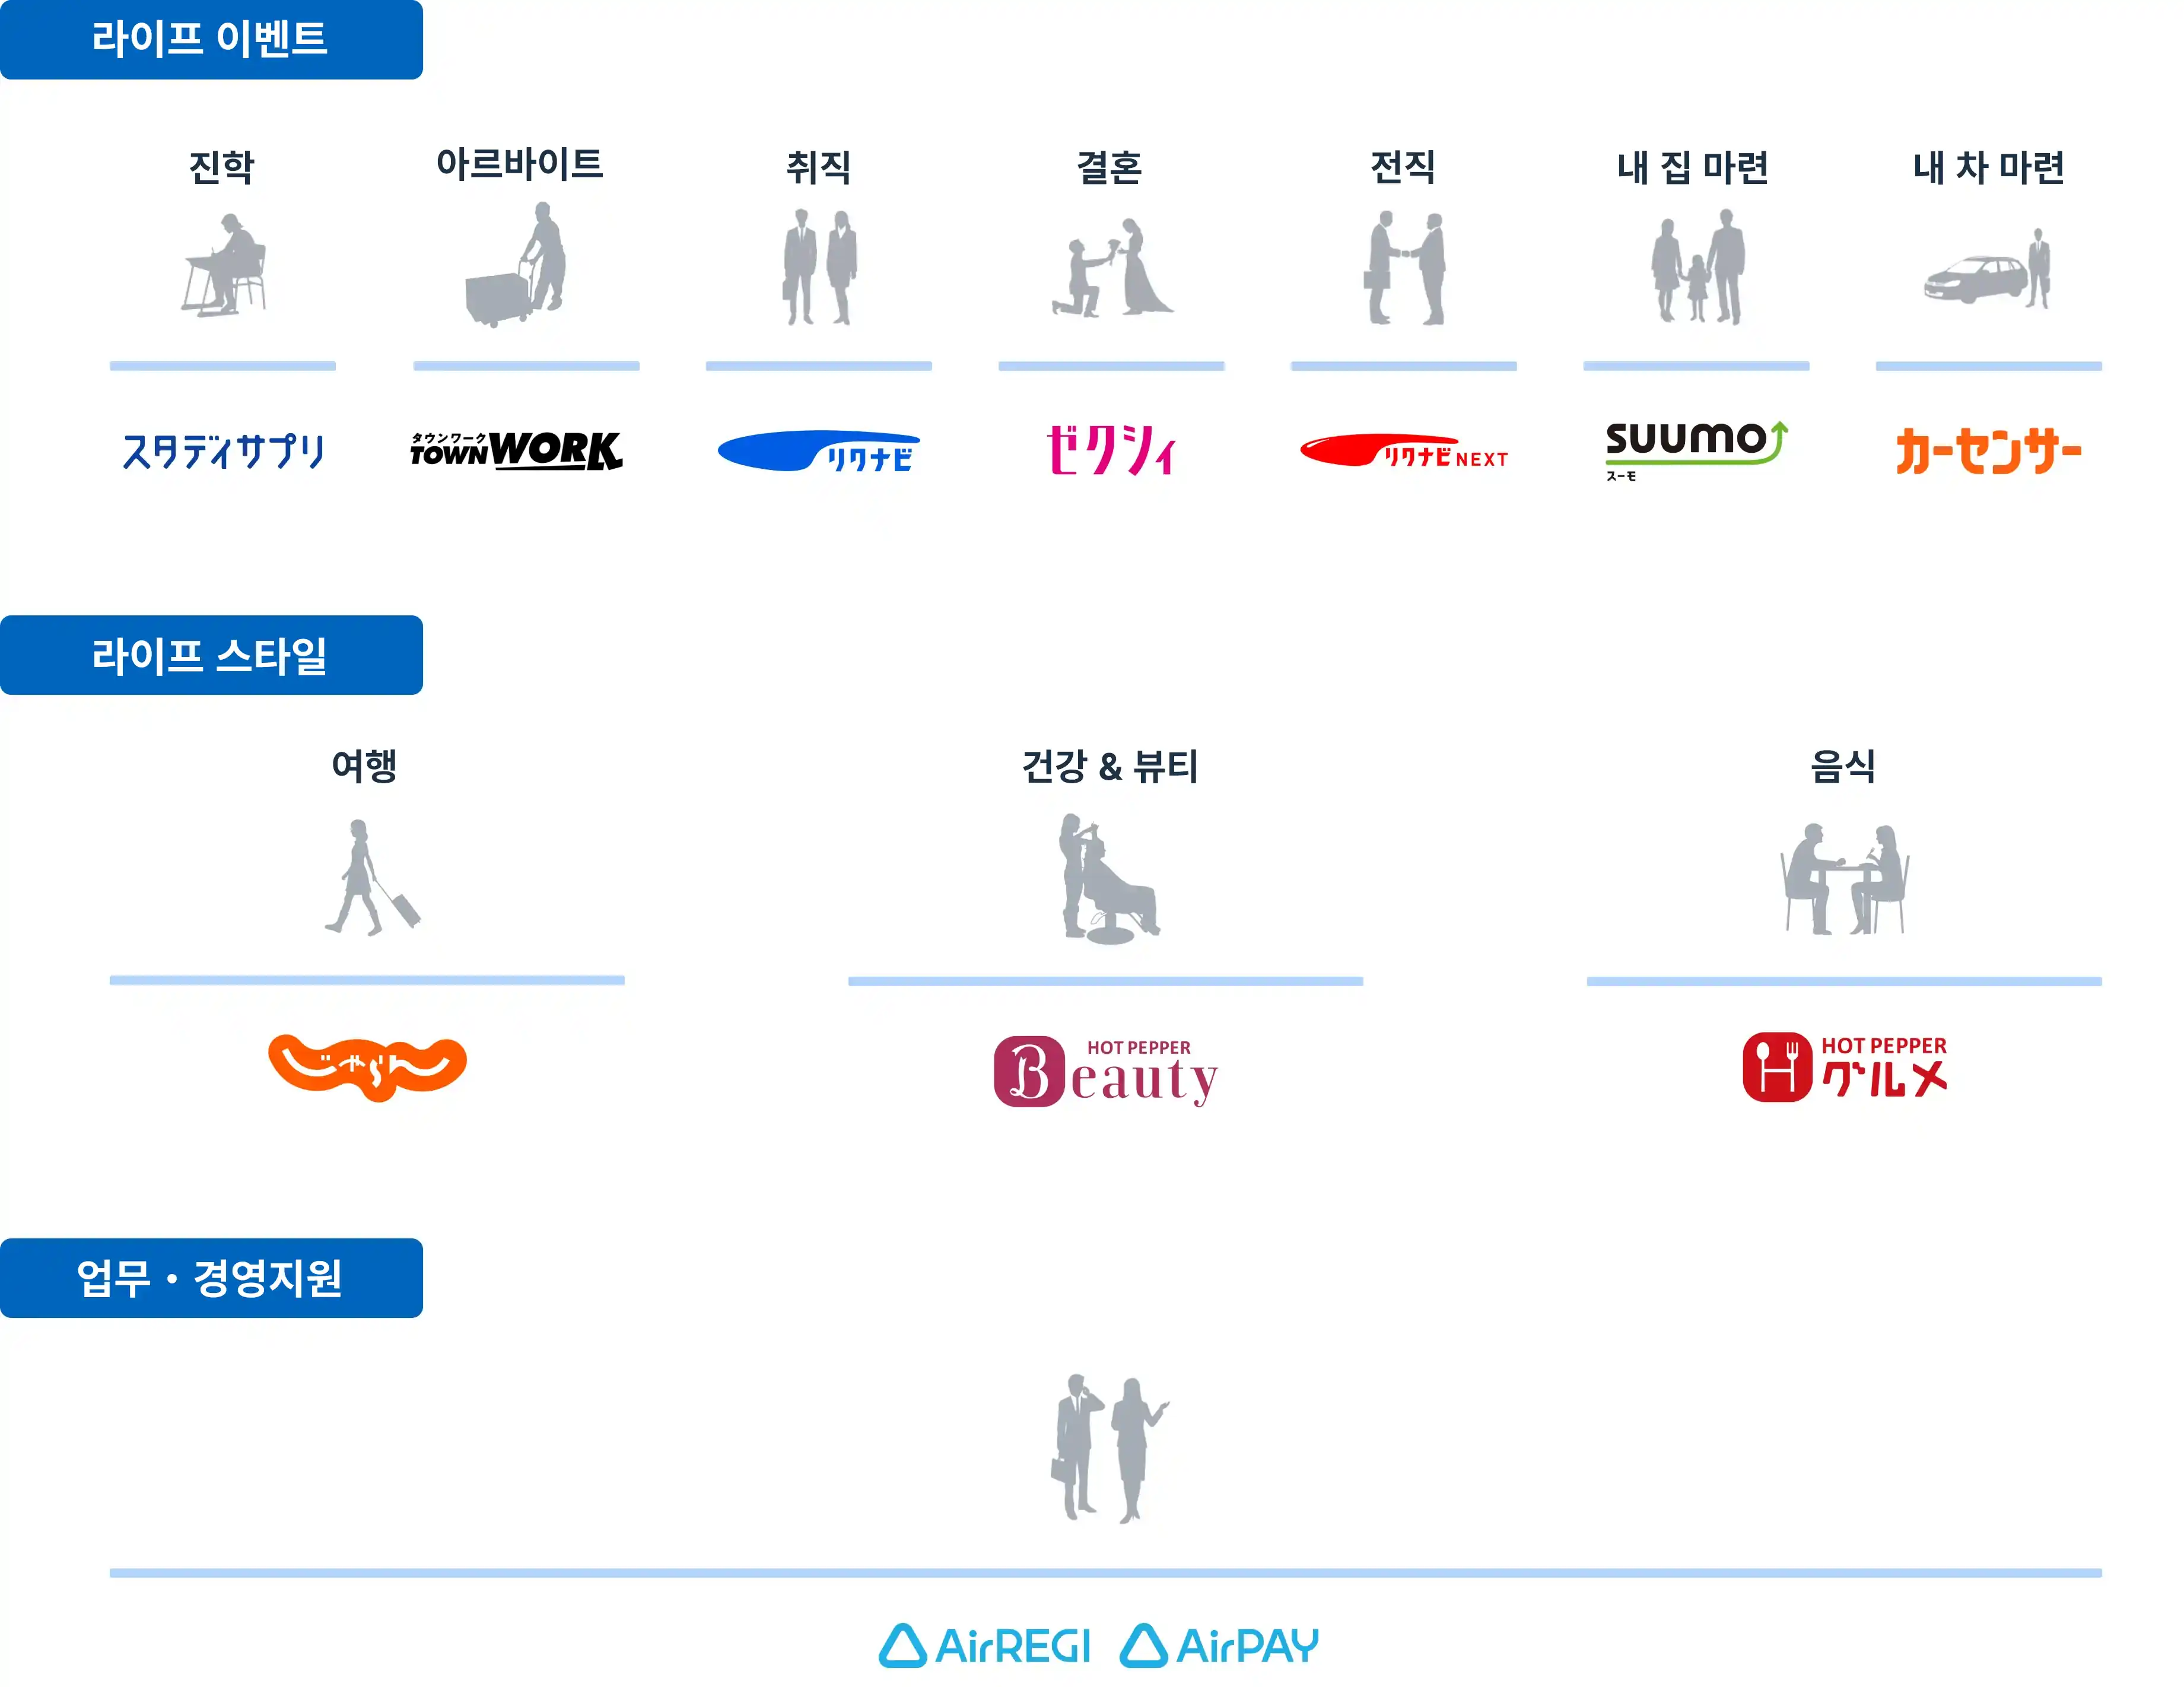 라이프 이벤트
진학
아르바이트
취직
결혼
전직
내 집 마련
내 차 마련
スタディサプリ
タウンワーク
TOWN WORK
リクナビ
ゼクシィ
リクナビNEXT
suumo
スーモ
カーセンサー
라이프 스타일
여행
건강 & 뷰티
음식
じゃらん
HOT PEPPER
Beauty
HOT PEPPER
グルメ
업무・경영지원
AirREGI
AirPAY